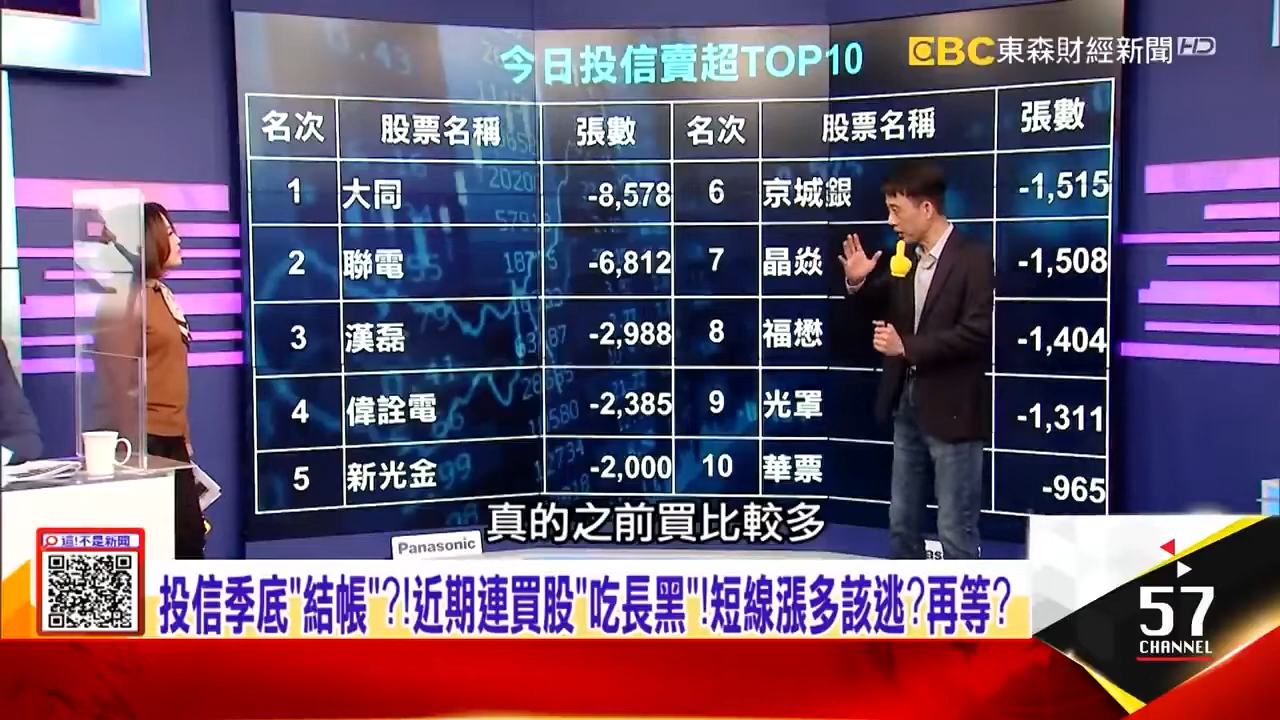 今日投信賣超TOP10
EBC東森財經新聞HD
名次 股票名稱 張數 名次 股票名稱 張數
1 大同 -8,578 6 京城銀 -1,515
2 聯電 -6,812 7 晶焱 -1,508
3 漢磊 -2,988 8 福懋 -1,404
4 偉詮電 -2,385 9 光罩 -1,311
5 新光金 -2,000 10 華票 -965
真的之前買比較多
Panasonic
這!不是新聞
投信季底"結帳"?!近期連買股"吃長黑"!短線漲多該逃?再等?
57
CHANNEL